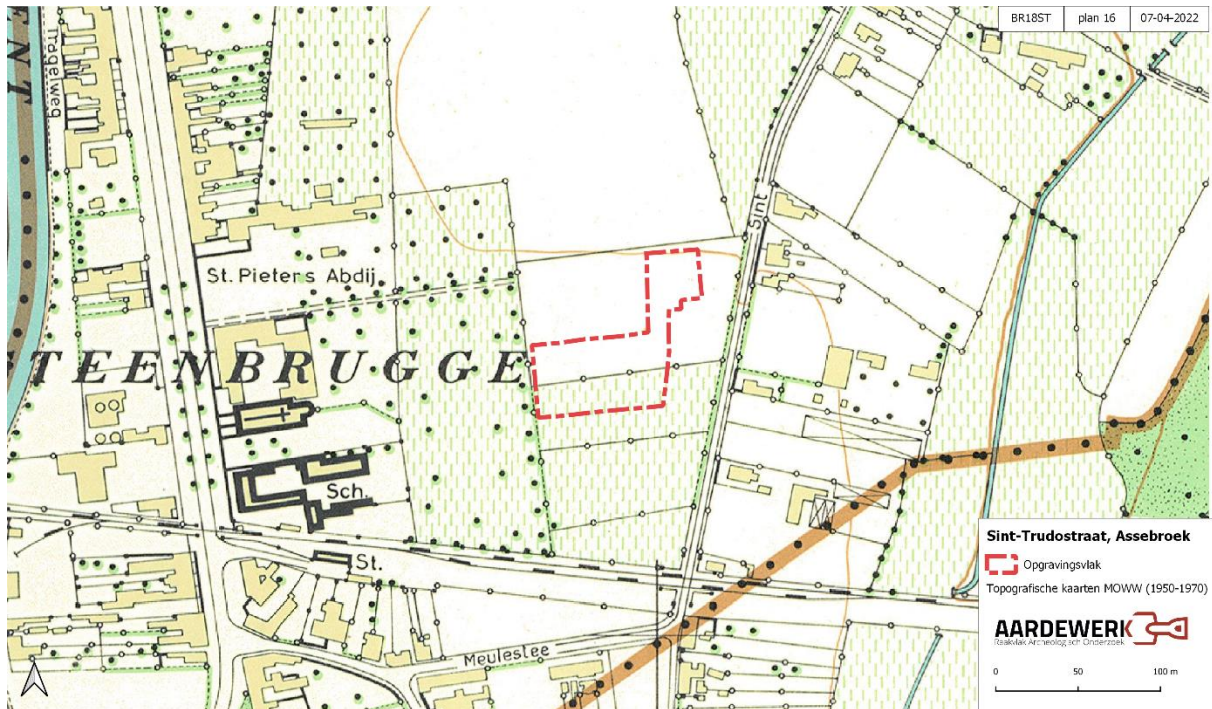 BR18ST plan 16 07-04-2022
Tragelweg
Sint
St. Pieters Abdij
STEENBRUGGE
Sch.
St.
Meulestee
Sint-Trudostraat, Assebroek
Opgravingsvlak
Topografische kaarten MOWW (1950-1970)
AARDEWERK
Raakvlak Archeologisch Onderzoek
0 50 100 m